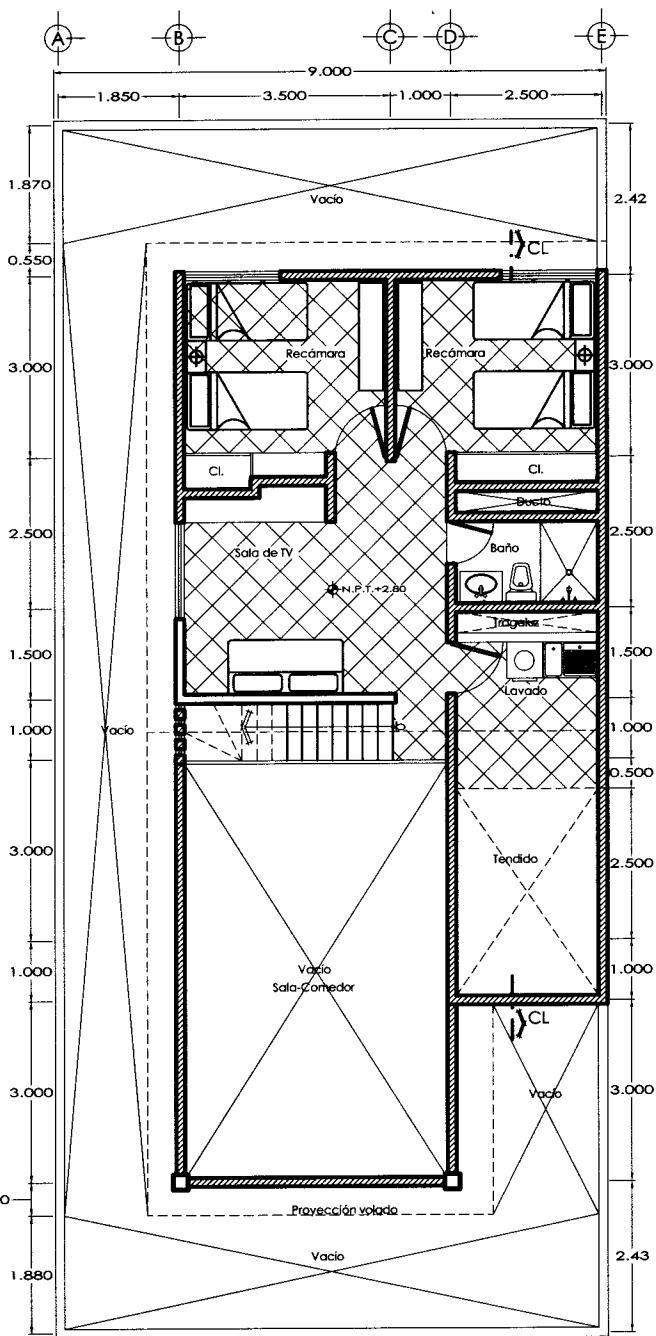 A B C D E
9.000
1.850 3.500 1.000 2.500
1.870
2.42
Vacío
0.550
CL
3.000
Recámara Recámara
3.000
Cl. Cl.
Ducto
2.500
2.500
Sala de TV
Baño
N.P.T.+2.80
Tragaluz
1.500
1.500
Lavado
1.000
1.000
Vacío
b
0.500
3.000
Tendido
2.500
1.000
Vacío
Sala-Comedor
1.000
CL
3.000
3.000
Vacío
0
Proyección volado
Vacío
1.880
2.43